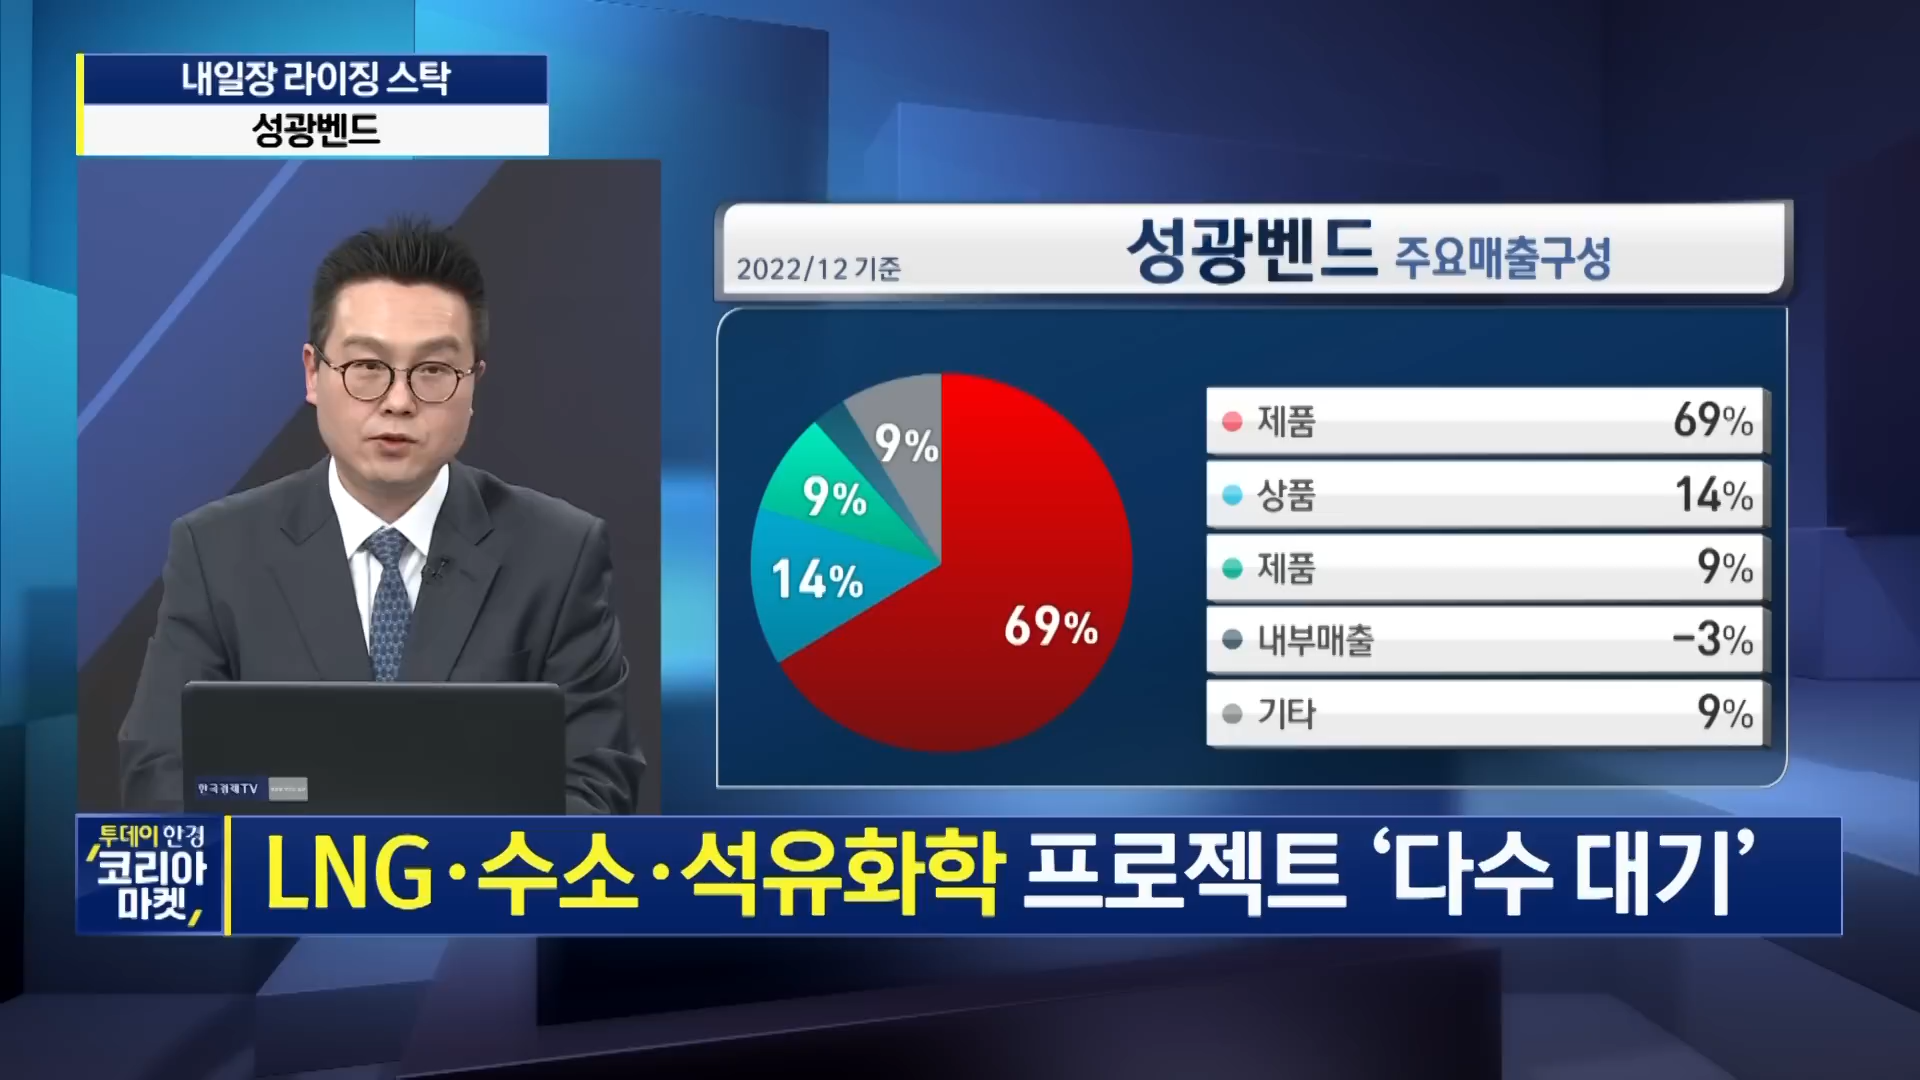 내일장 라이징 스탁
성광벤드
2022/12 기준
성광벤드 주요매출구성
9%
9%
14%
69%
제품 69%
상품 14%
제품 9%
내부매출 -3%
기타 9%
한국경제TV
투데이 한경
코리아
마켓
LNG·수소·석유화학 프로젝트 ‘다수 대기’